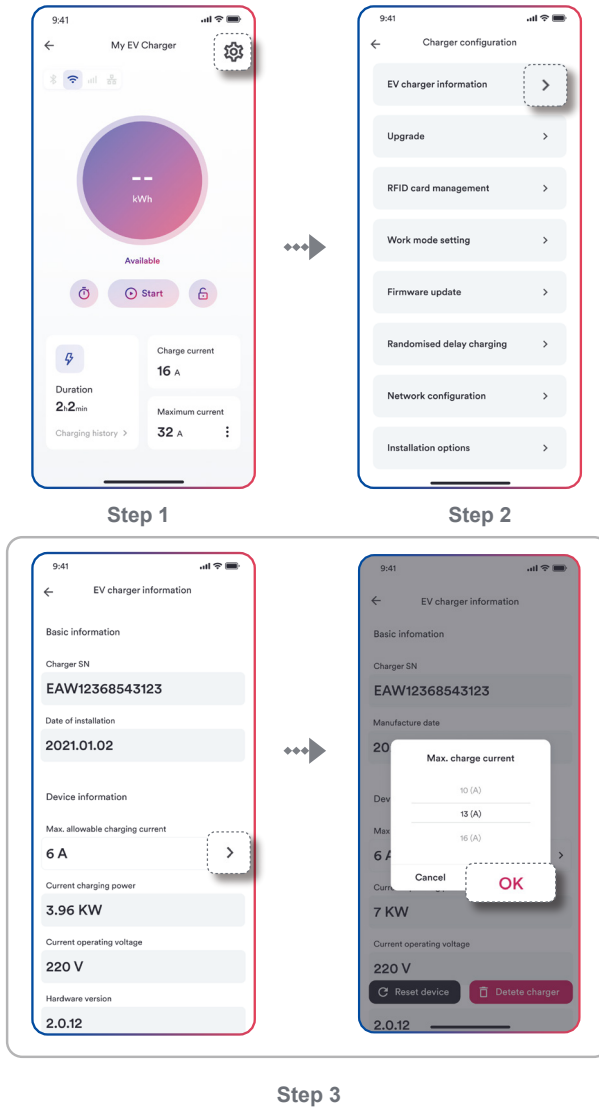 9:41
My EV Charger
--
kWh
Available
Start
Duration
2h2min
Charging history
Charge current
16 A
Maximum current
32 A
Step 1
9:41
Charger configuration
EV charger information
Upgrade
RFID card management
Work mode setting
Firmware update
Randomised delay charging
Network configuration
Installation options
Step 2
9:41
EV charger information
Basic information
Charger SN
EAW12368543123
Date of installation
2021.01.02
Device information
Max. allowable charging current
6 A
Current charging power
3.96 KW
Current operating voltage
220 V
Hardware version
2.0.12
9:41
EV charger information
Basic infomation
Charger SN
EAW12368543123
Manufacture date
20
Max. charge current
10 (A)
Dev
13 (A)
Max
16 (A)
6 A
Cancel
OK
Curr
7 KW
Current operating voltage
220 V
Reset device
Detete charger
2.0.12
Step 3